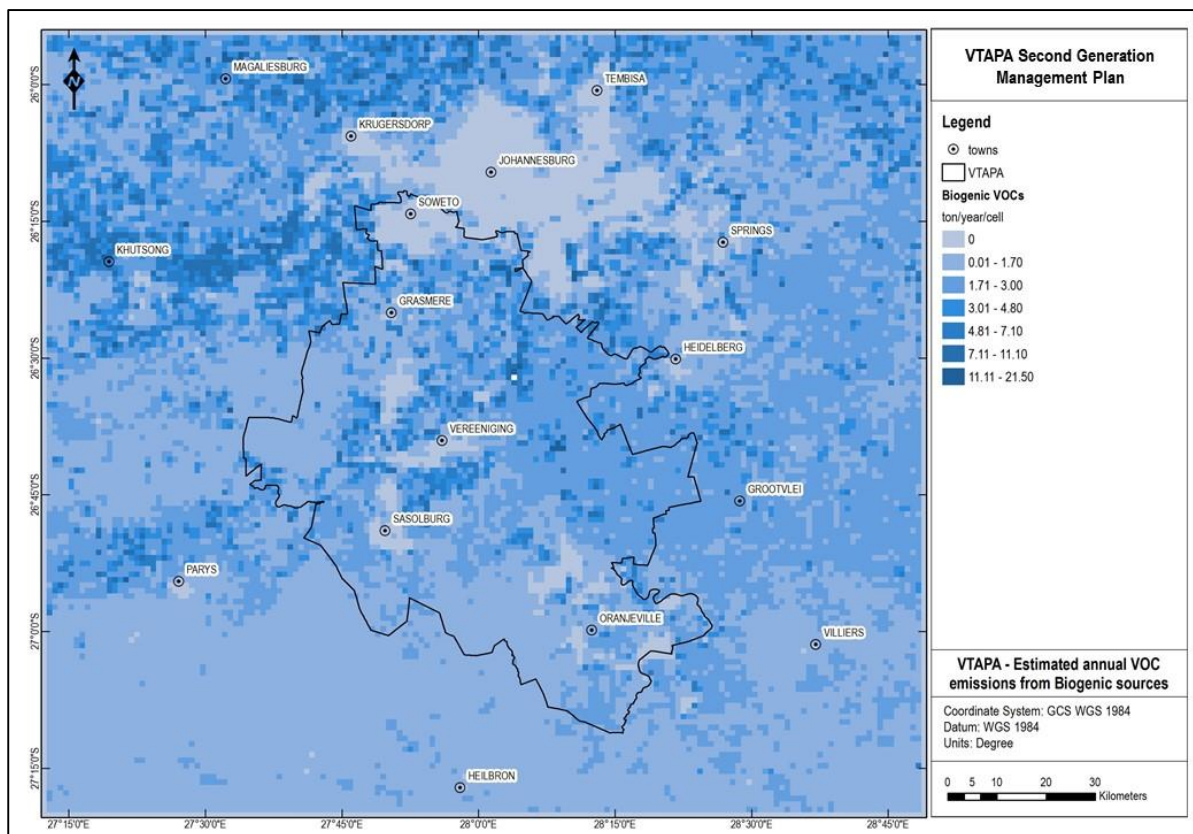 N
MAGALIESBURG
TEMBISA
KRUGERSDORP
JOHANNESBURG
SOWETO
SPRINGS
KHUTSONG
GRASMERE
HEIDELBERG
VEREENIGING
GROOTVLEI
SASOLBURG
PARYS
ORANJEVILLE
VILLIERS
HEILBRON
26°0'0"S
26°15'0"S
26°30'0"S
26°45'0"S
27°0'0"S
27°15'0"S
27°15'0"E
27°30'0"E
27°45'0"E
28°0'0"E
28°15'0"E
28°30'0"E
28°45'0"E
VTAPA Second Generation
Management Plan
Legend
towns
VTAPA
Biogenic VOCs
ton/year/cell
0
0.01 - 1.70
1.71 - 3.00
3.01 - 4.80
4.81 - 7.10
7.11 - 11.10
11.11 - 21.50
VTAPA - Estimated annual VOC
emissions from Biogenic sources
Coordinate System: GCS WGS 1984
Datum: WGS 1984
Units: Degree
0 5 10 20 30
Kilometers